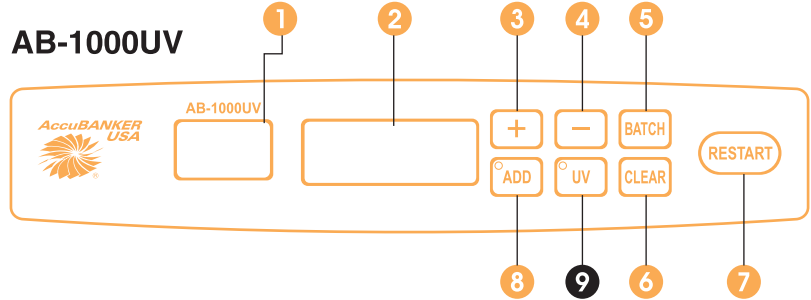 AB-1000UV
1 2 3 4 5
AccuBANKER
USA
®
AB-1000UV
+ − BATCH
ADD UV CLEAR
RESTART
8 9 6 7